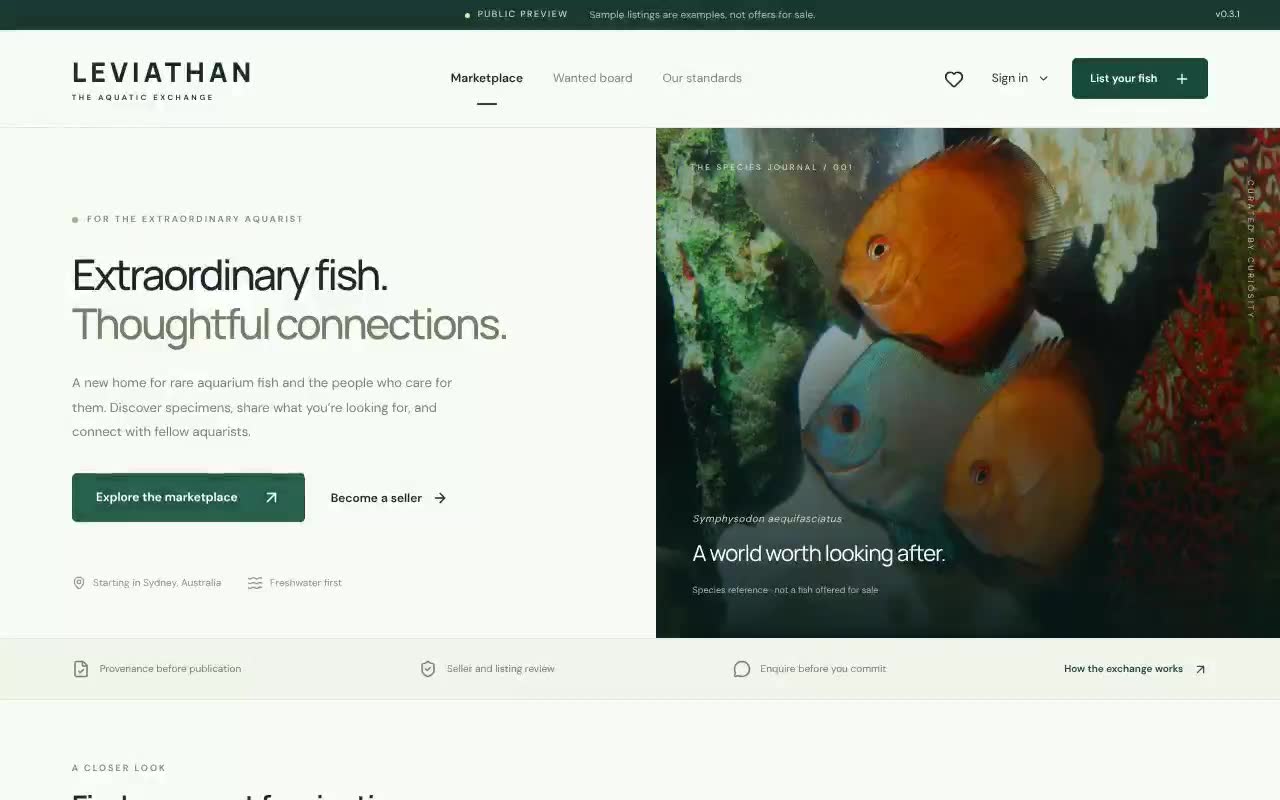 PUBLIC PREVIEW Sample listings are examples, not offers for sale. v0.3.1
LEVIATHAN
THE AQUATIC EXCHANGE
Marketplace Wanted board Our standards
Sign in
List your fish
THE SPECIES JOURNAL / 001
CURATED BY CURIOSITY
FOR THE EXTRAORDINARY AQUARIST
Extraordinary fish.
Thoughtful connections.
A new home for rare aquarium fish and the people who care for
them. Discover specimens, share what you're looking for, and
connect with fellow aquarists.
Explore the marketplace
Become a seller
Starting in Sydney, Australia
Freshwater first
Symphysodon aequifasciatus
A world worth looking after.
Species reference · not a fish offered for sale
Provenance before publication
Seller and listing review
Enquire before you commit
How the exchange works
A CLOSER LOOK